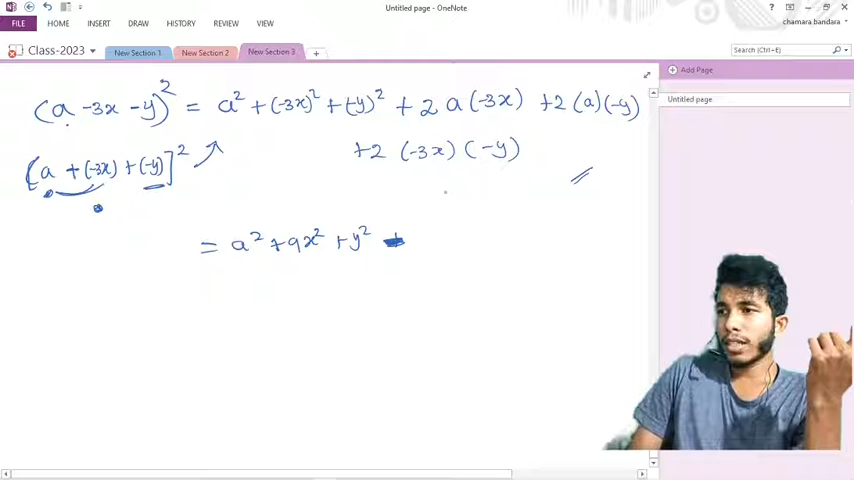 Untitled page - OneNote
chamara bandara
FILE HOME INSERT DRAW HISTORY REVIEW VIEW
Class-2023 New Section 1 New Section 2 New Section 3 +
Search (Ctrl+E)
Add Page
Untitled page
(a -3x -y)² = a² + (-3x)² + (-y)² + 2 a (-3x) +2 (a) (-y)
[a + (-3x) + (-y)]² +2 (-3x) (-y)
= a² + 9x² + y²